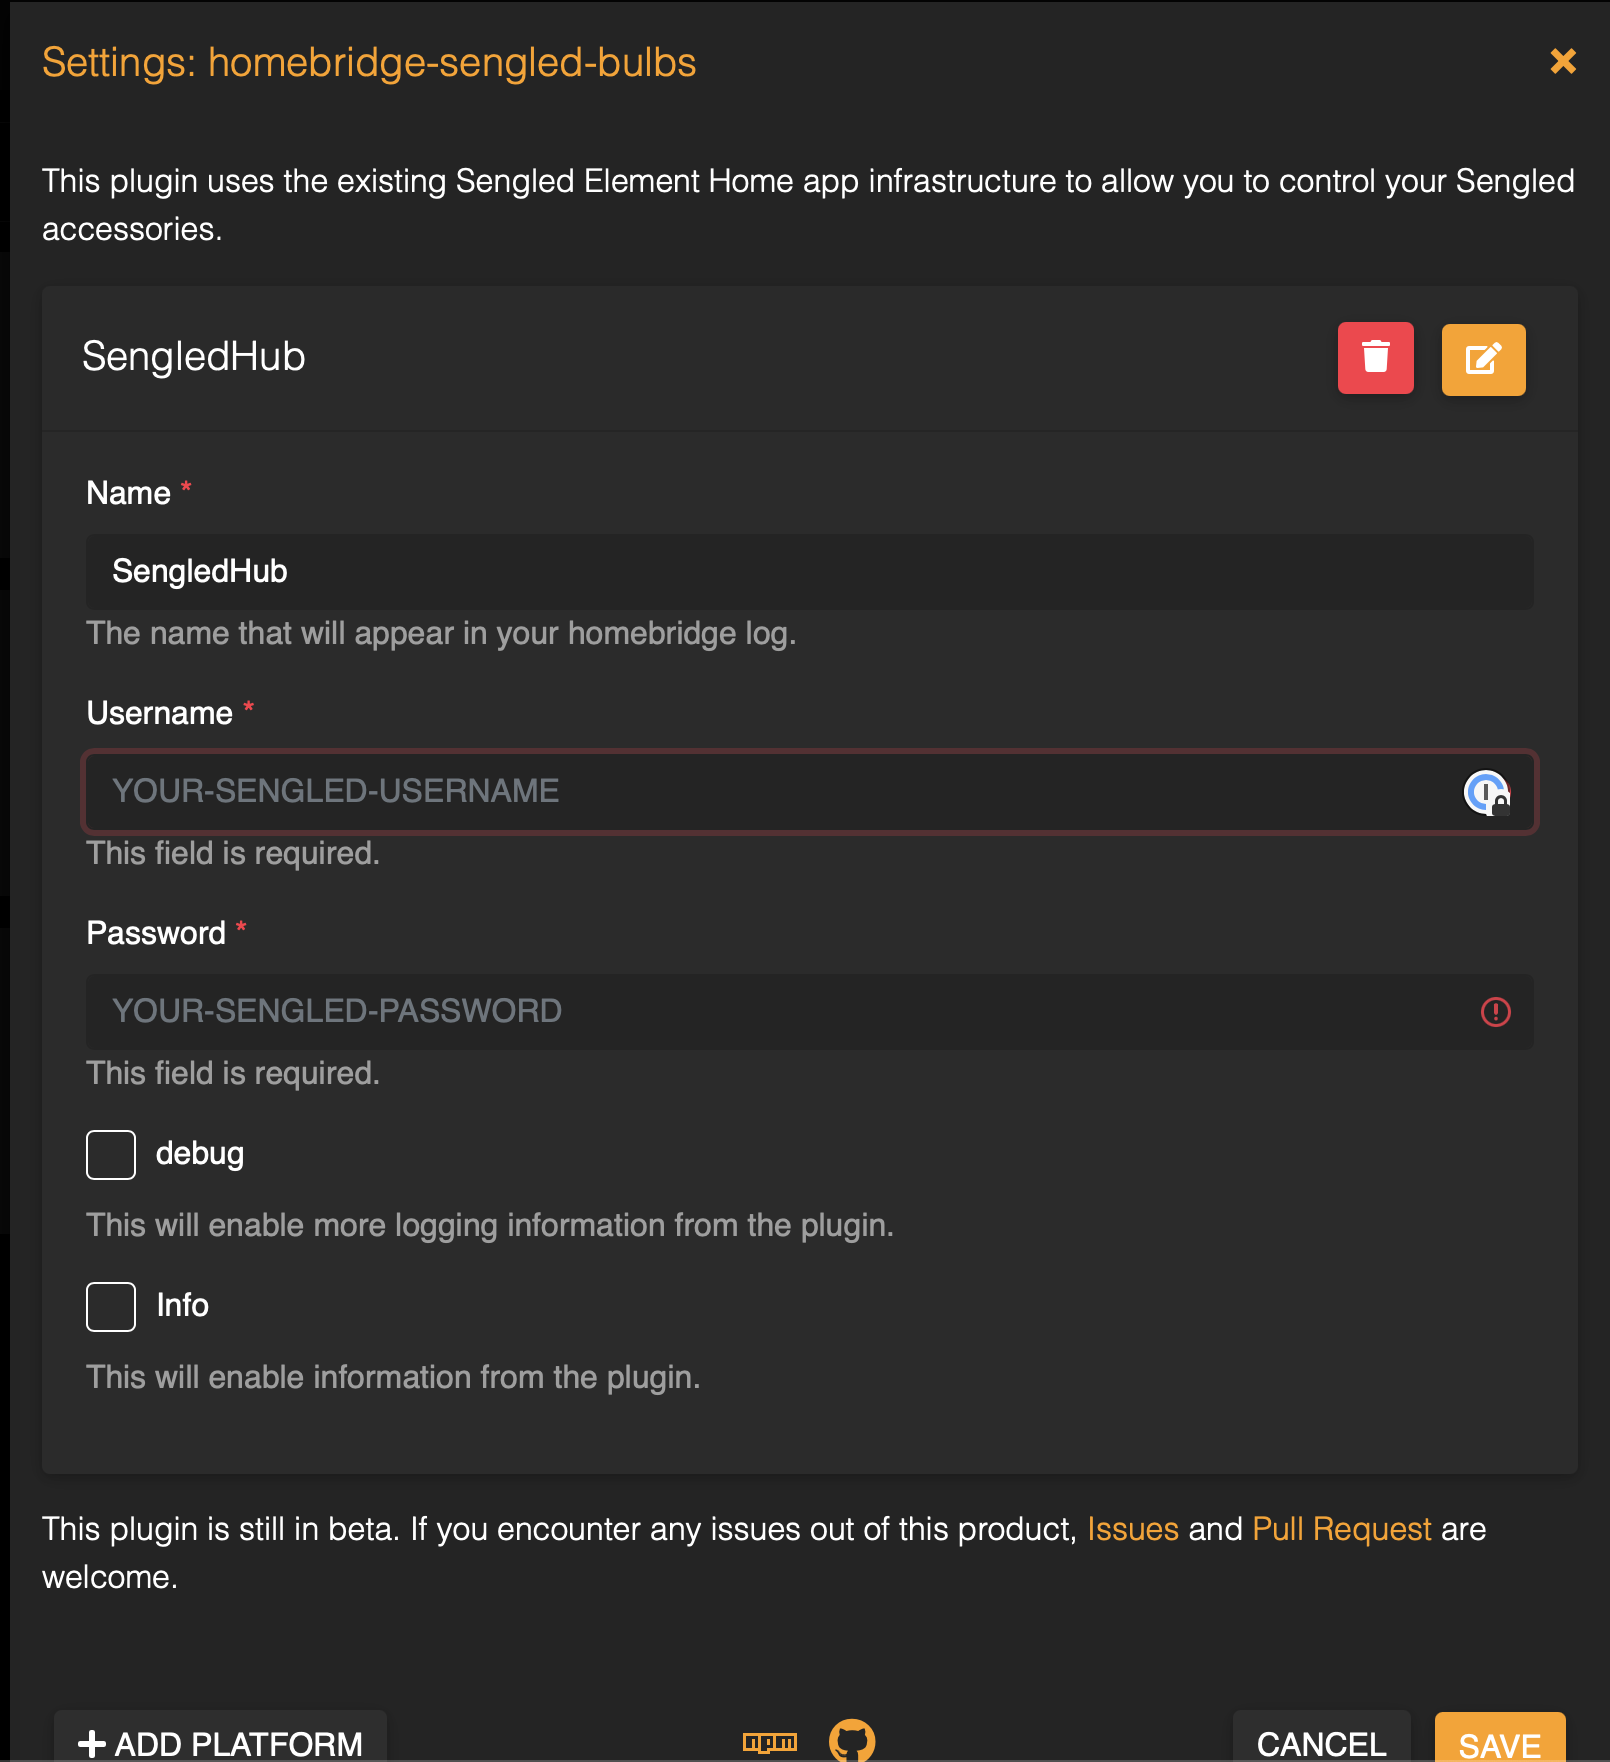 Settings: homebridge-sengled-bulbs
This plugin uses the existing Sengled Element Home app infrastructure to allow you to control your Sengled
accessories.
SengledHub
Name *
SengledHub
The name that will appear in your homebridge log.
Username *
YOUR-SENGLED-USERNAME
This field is required.
Password *
YOUR-SENGLED-PASSWORD
This field is required.
debug
This will enable more logging information from the plugin.
Info
This will enable information from the plugin.
This plugin is still in beta. If you encounter any issues out of this product, Issues and Pull Request are
welcome.
ADD PLATFORM
npm
CANCEL
SAVE